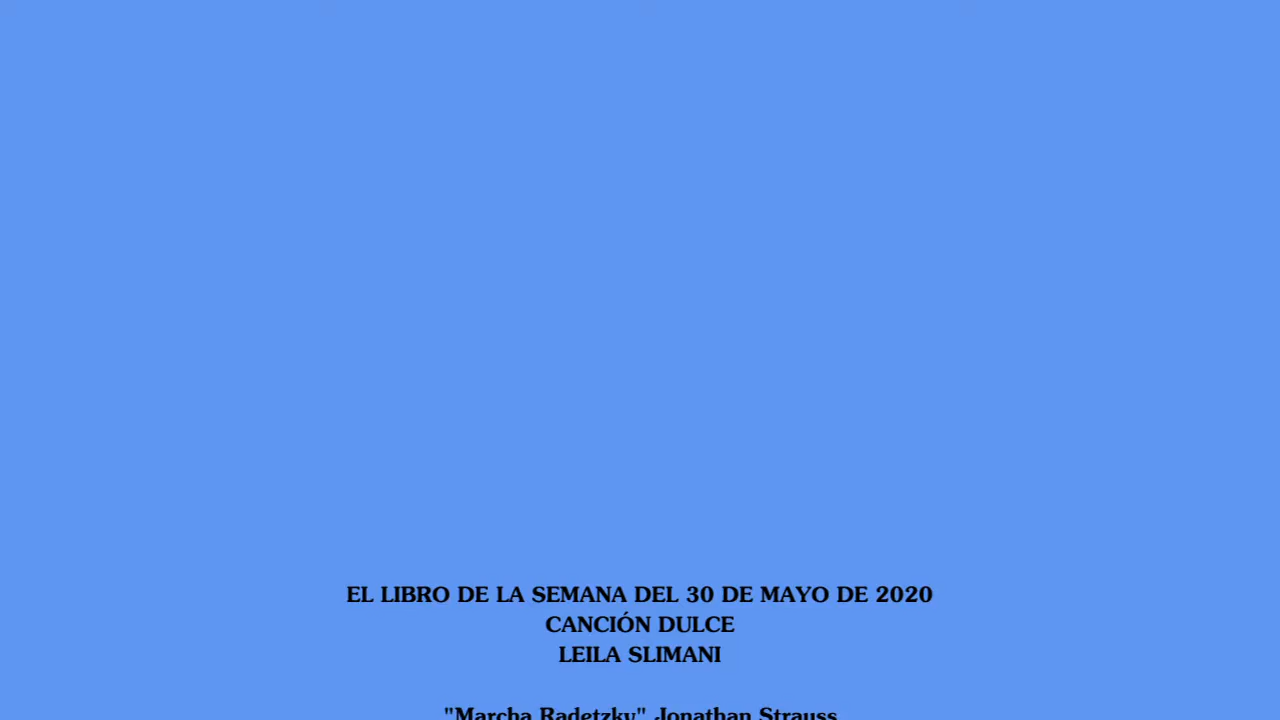 EL LIBRO DE LA SEMANA DEL 30 DE MAYO DE 2020
CANCIÓN DULCE
LEILA SLIMANI
"Marcha Radetzky" Jonathan Strauss